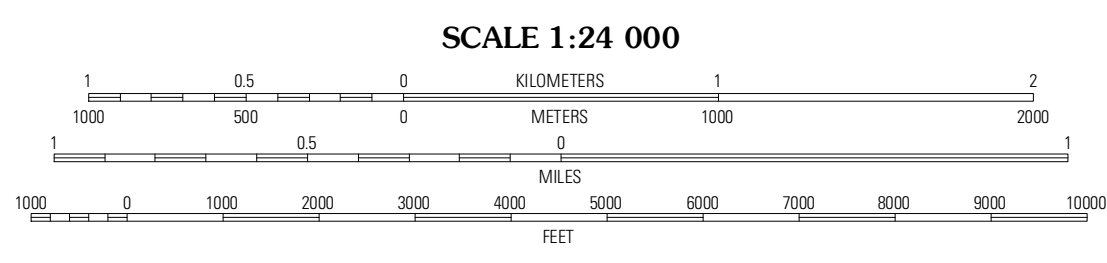 SCALE 1:24 000
1 0.5 0 KILOMETERS 1 2
1000 500 0 METERS 1000 2000
1 0.5 0 1
MILES
1000 0 1000 2000 3000 4000 5000 6000 7000 8000 9000 10000
FEET